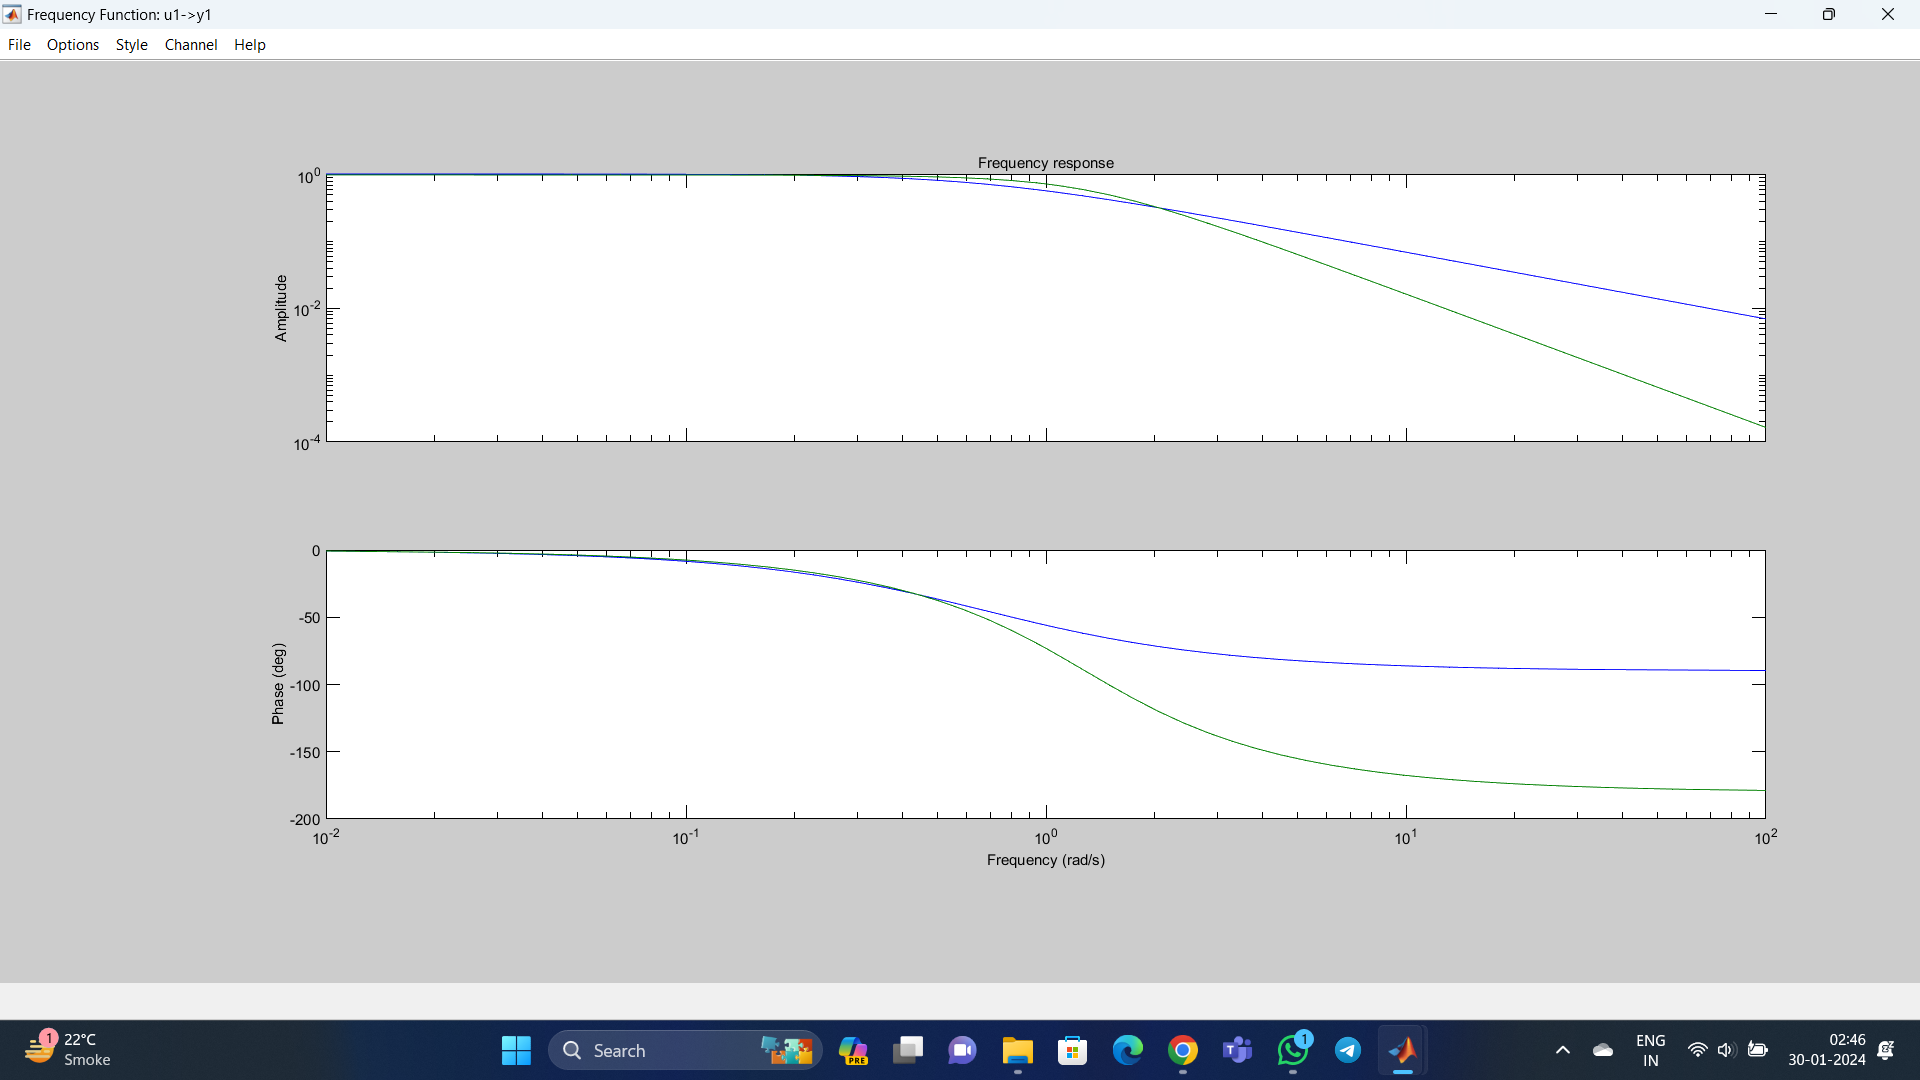 Frequency Function: u1->y1
File Options Style Channel Help
Frequency response
10^0
10^-2
10^-4
Amplitude
0
-50
-100
-150
-200
Phase (deg)
10^-2 10^-1 10^0 10^1 10^2
Frequency (rad/s)
1
22°C
Smoke
Search
PRE
T
1
ENG
IN
02:46
30-01-2024